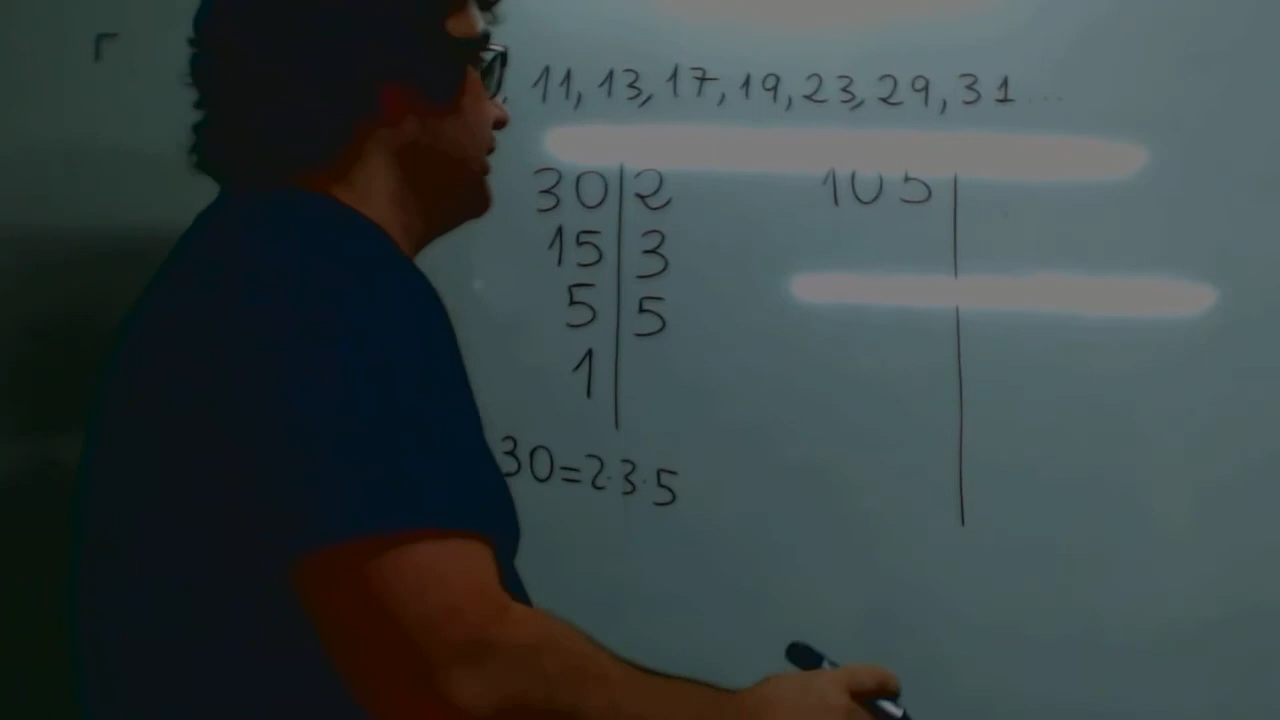 11, 13, 17, 19, 23, 29, 31 ...
30 | 2
15 | 3
5 | 5
1 |
30=2·3·5
105 |